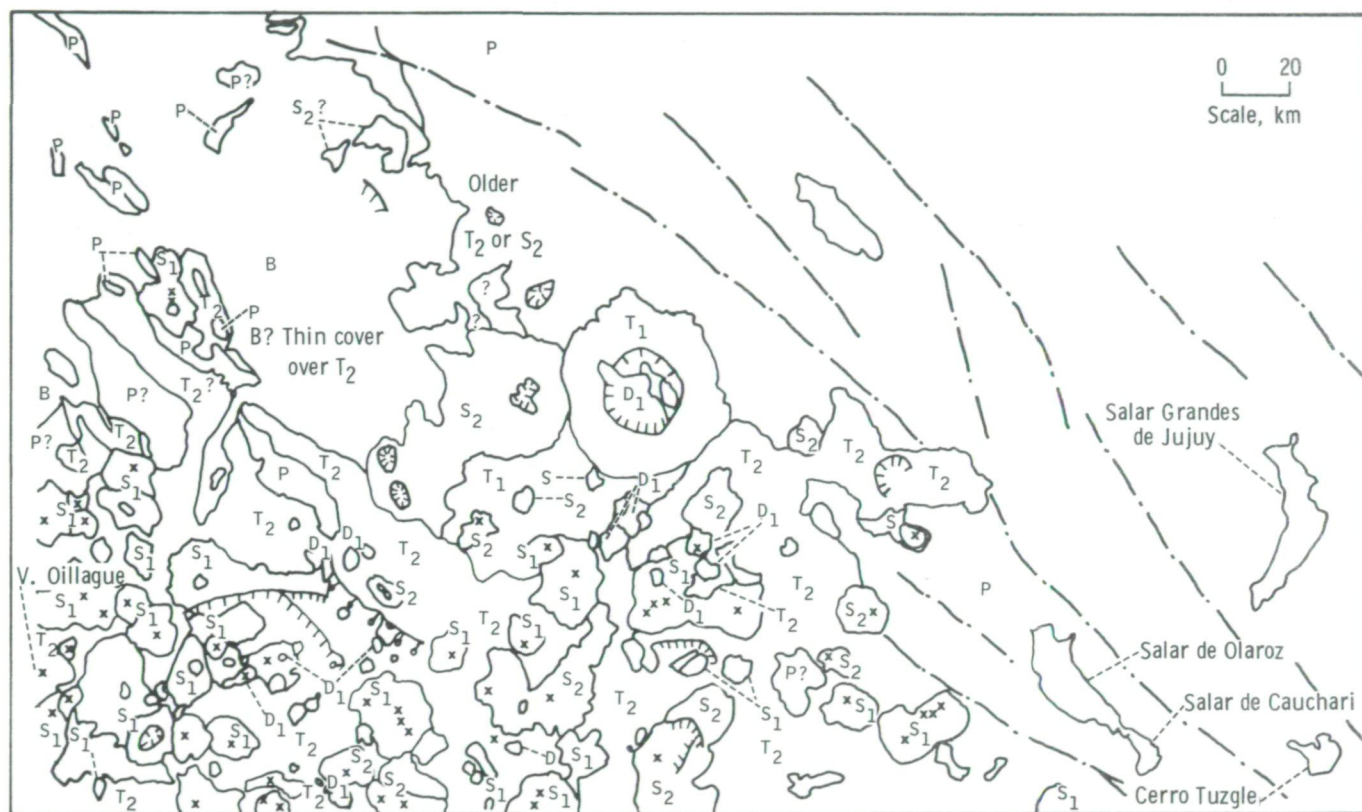 P
P
P?
P
S2?
0 20
Scale, km
P
P
P
Older
T2 or S2
P
S1
B
T2
P
?
?
T1
P
B? Thin cover
over T2
D1
P?
T2?
S2
B
T2
P?
T2
S1
P
T2
T1
S
S2
D1
T2
S2
T2
T2
Salar Grandes
de Jujuy
S1
T2
S2
S2
D1
S
S1
S1
D1
D1
T2
S1
S1
T2
P
V. Oillague
S1
S1
S2
S1
D1
T2
S2
T2
S1
T2
S1
S1
S2
P?
S2
Salar de Olaroz
S1
D1
S1
T2
S2
S1
S1
S1
Salar de Cauchari
S1
S1
S1
D1
S1
T2
T2
S2
D
S1
T2
D1
S2
S1
S2
S1
Cerro Tuzgle
T2